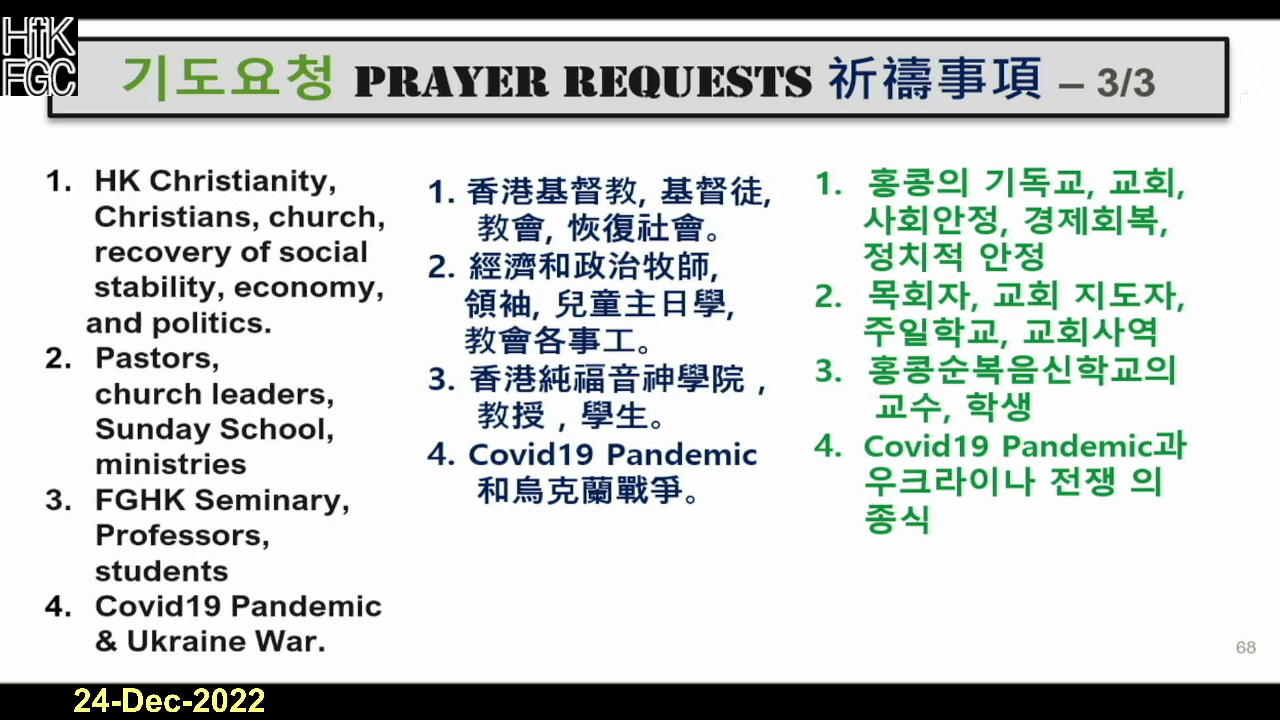 HfK
FGC
기도요청 PRAYER REQUESTS 祈禱事項 – 3/3
1. HK Christianity,
Christians, church,
recovery of social
stability, economy,
and politics.
2. Pastors,
church leaders,
Sunday School,
ministries
3. FGHK Seminary,
Professors,
students
4. Covid19 Pandemic
& Ukraine War.
1. 香港基督教, 基督徒,
教會, 恢復社會。
2. 經濟和政治牧師,
領袖, 兒童主日學,
教會各事工。
3. 香港純福音神學院 ,
教授 , 學生。
4. Covid19 Pandemic
和烏克蘭戰爭。
1. 홍콩의 기독교, 교회,
사회안정, 경제회복,
정치적 안정
2. 목회자, 교회 지도자,
주일학교, 교회사역
3. 홍콩순복음신학교의
교수, 학생
4. Covid19 Pandemic과
우크라이나 전쟁 의
종식
68
24-Dec-2022